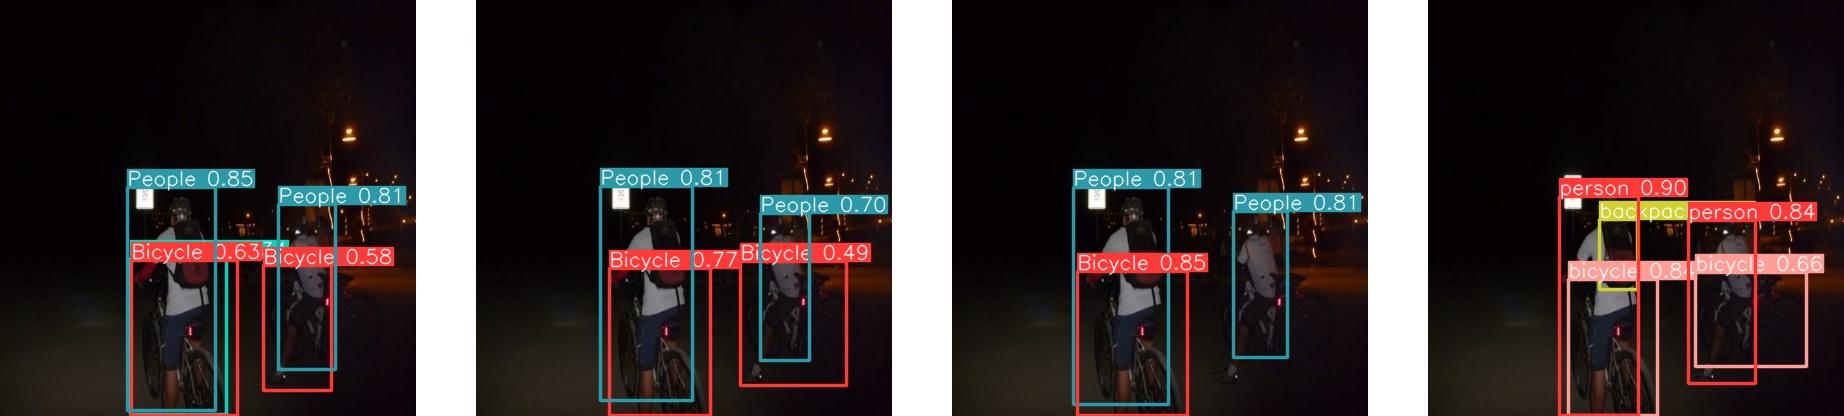 People 0.85
People 0.81
Bicycle 0.63
Bicycle 0.58
People 0.81
People 0.70
Bicycle 0.77
Bicycle 0.49
People 0.81
People 0.81
Bicycle 0.85
person 0.90
backpac
person 0.84
bicycle 0.84
bicycle 0.66